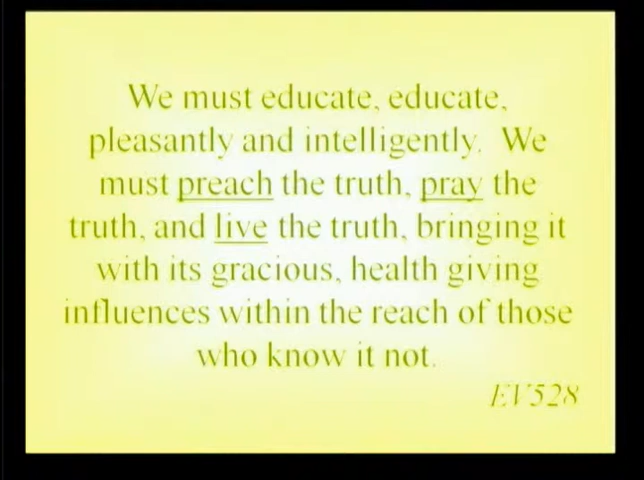 We must educate, educate,
pleasantly and intelligently. We
must preach the truth, pray the
truth, and live the truth, bringing it
with its gracious, health giving
influences within the reach of those
who know it not.
EV528